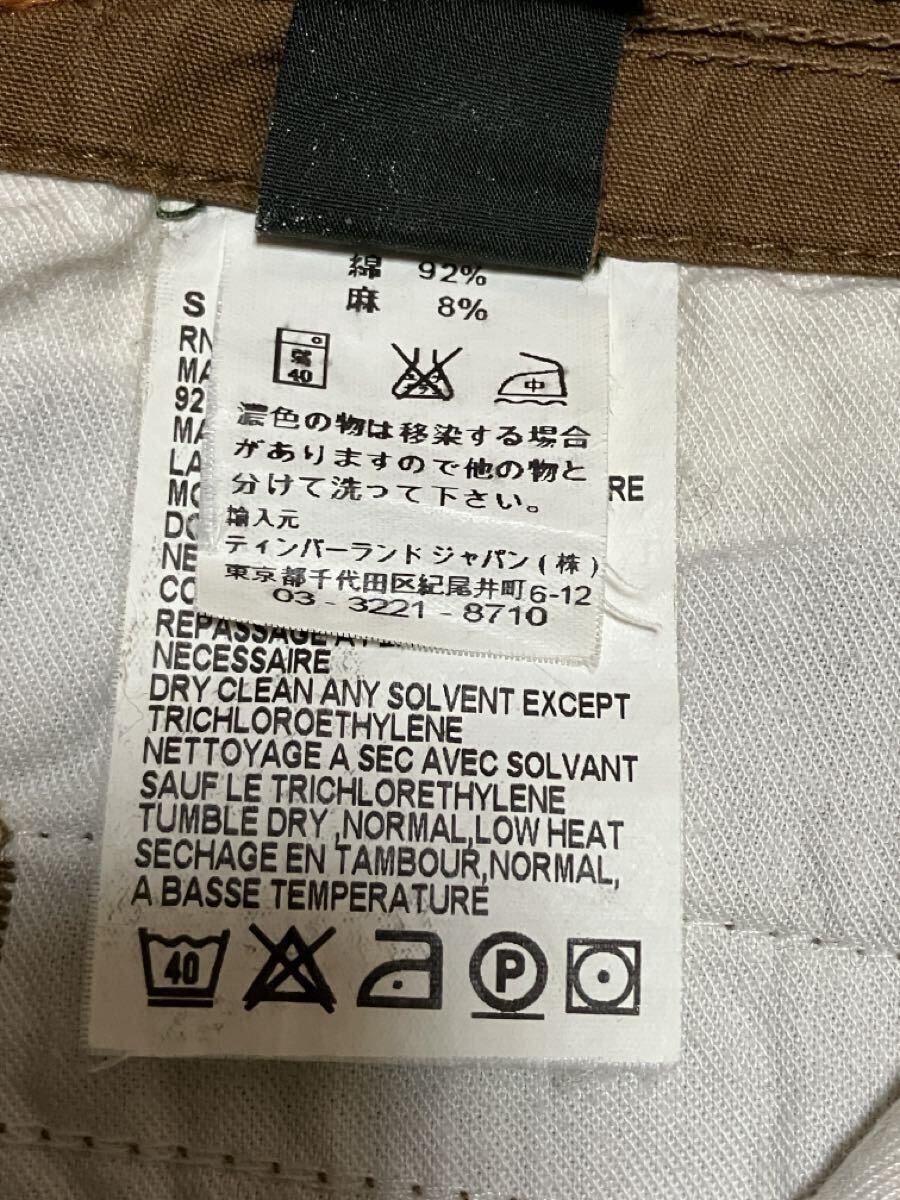 綿 92%
麻 8%
弱
40
中
濃色の物は移染する場合
がありますので他の物と
分けて洗って下さい。
輸入元
ティンバーランド ジャパン(株)
東京都千代田区紀尾井町6-12
03-3221-8710
S
RN
MA
92
MA
LA
MO
RE
DO
NE
CO
REPASSAGE
NECESSAIRE
DRY CLEAN ANY SOLVENT EXCEPT
TRICHLOROETHYLENE
NETTOYAGE A SEC AVEC SOLVANT
SAUF LE TRICHLORETHYLENE
TUMBLE DRY ,NORMAL,LOW HEAT
SECHAGE EN TAMBOUR,NORMAL,
A BASSE TEMPERATURE
40
P